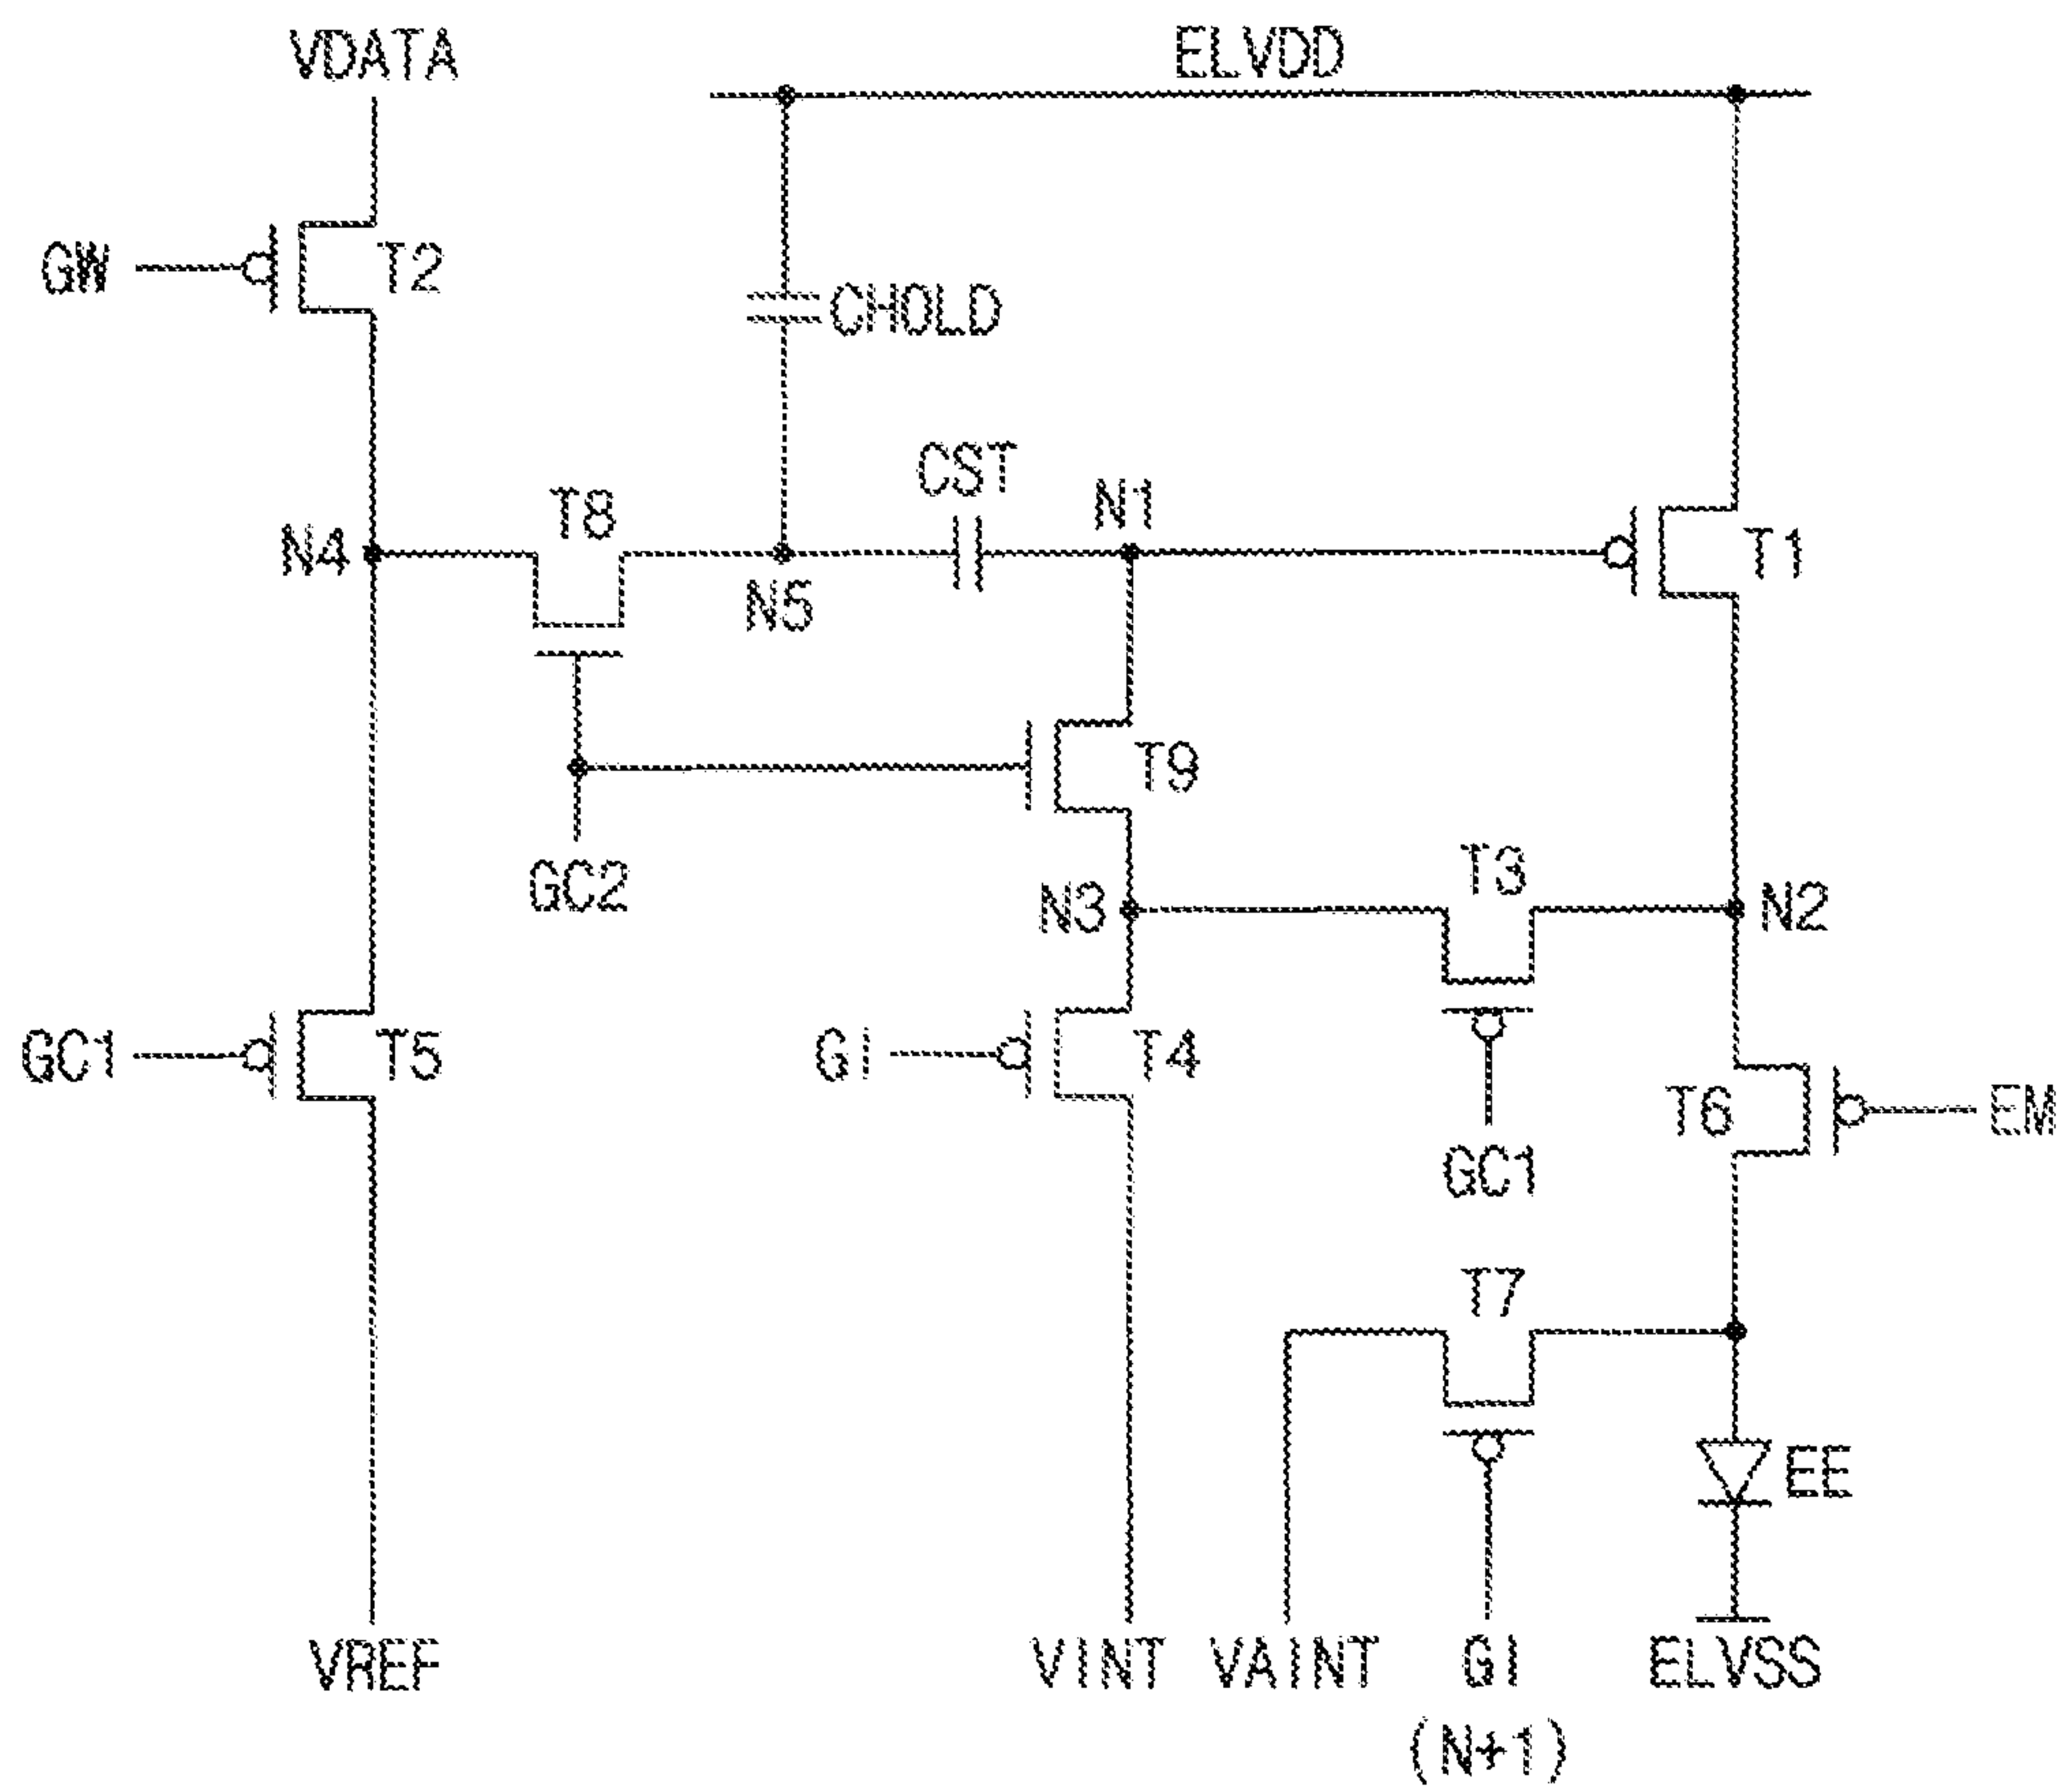 VDATA
ELVDD
GW
T2
CHOLD
CST
N1
T8
N4
N5
T1
T9
GC2
T3
N3
N2
GC1
T5
GI
T4
T6
EM
GC1
T7
EE
VREF
VINT
VAINT
GI
(N+1)
ELVSS